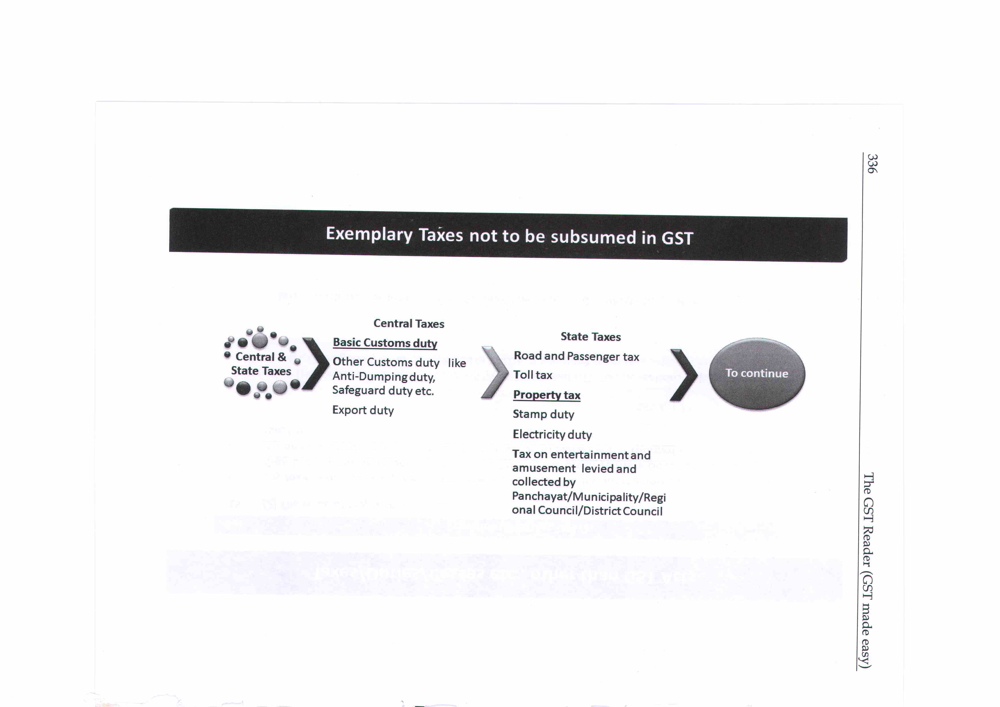 336
The GST Reader (GST made easy)
Exemplary Taxes not to be subsumed in GST
Central &
State Taxes
Central Taxes
Basic Customs duty
Other Customs duty like
Anti-Dumping duty,
Safeguard duty etc.
Export duty
State Taxes
Road and Passenger tax
Toll tax
Property tax
Stamp duty
Electricity duty
Tax on entertainment and
amusement levied and
collected by
Panchayat/Municipality/Regi
onal Council/District Council
To continue